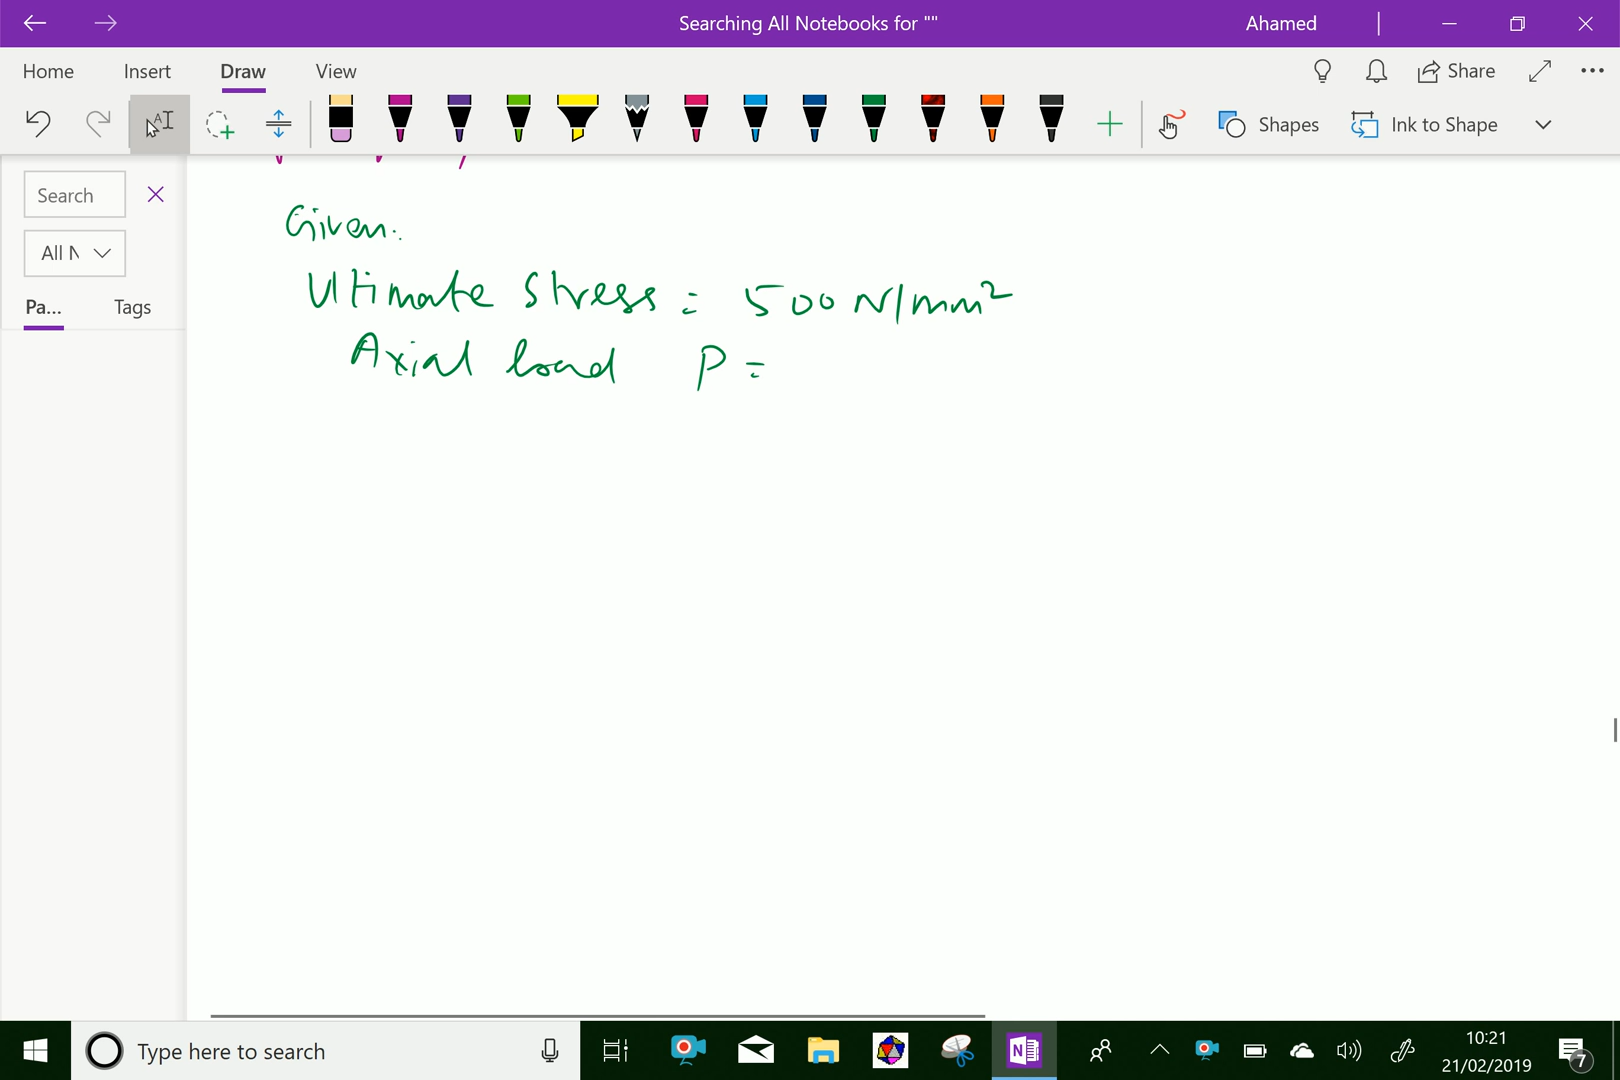 Searching All Notebooks for ""
Ahamed
Home Insert Draw View
Share
Shapes
Ink to Shape
Search
All N
Pa... Tags
Given:
Ultimate Stress = 500 N/mm²
Axial load P =
Type here to search
10:21
21/02/2019
7